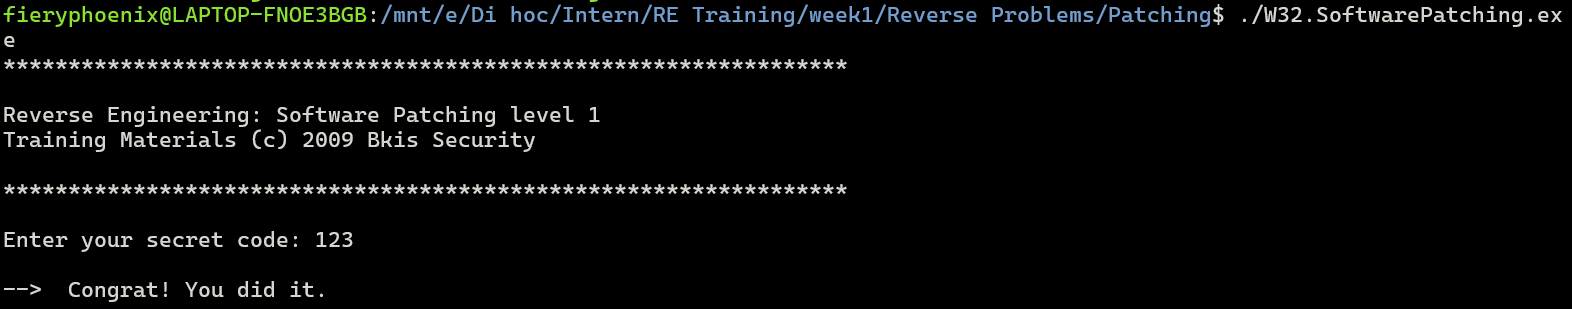 fieryphoenix@LAPTOP-FNOE3BGB:/mnt/e/Di hoc/Intern/RE Training/week1/Reverse Problems/Patching$ ./W32.SoftwarePatching.ex
e
*****************************************************************

Reverse Engineering: Software Patching level 1
Training Materials (c) 2009 Bkis Security

*****************************************************************

Enter your secret code: 123

-->  Congrat! You did it.